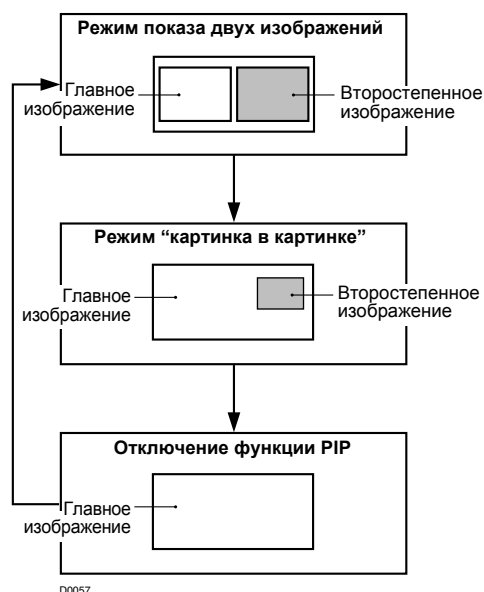 Режим показа двух изображений
Главное
изображение
Второстепенное
изображение
Режим “картинка в картинке”
Главное
изображение
Второстепенное
изображение
Отключение функции PIP
Главное
изображение
D0057